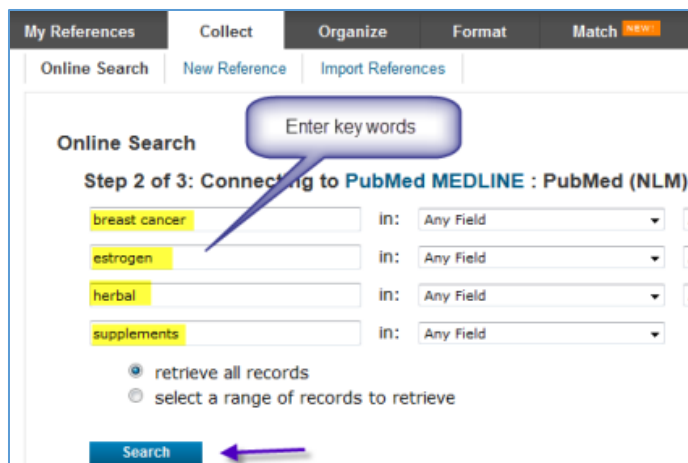 My References Collect Organize Format Match NEW!
Online Search New Reference Import References
Enter key words
Online Search
Step 2 of 3: Connecting to PubMed MEDLINE : PubMed (NLM)
breast cancer in: Any Field
estrogen in: Any Field
herbal in: Any Field
supplements in: Any Field
retrieve all records
select a range of records to retrieve
Search